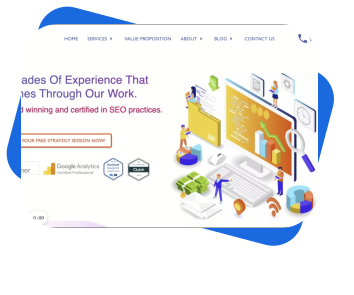 HOME SERVICES VALUE PROPOSITION ABOUT BLOG CONTACT US
ades Of Experience That
nes Through Our Work.
d winning and certified in SEO practices.
YOUR FREE STRATEGY SESSION NOW!
ner
Google Analytics
Certified Professional
Clutch
0:00